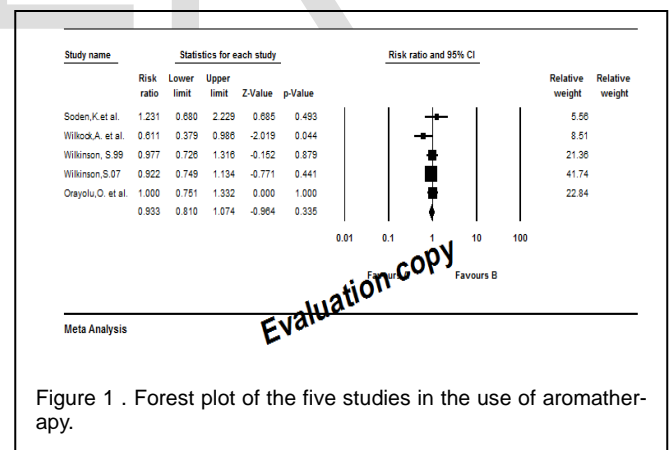 Study name Statistics for each study Risk ratio and 95% CI
Risk Lower Upper Relative Relative
ratio limit limit Z-Value p-Value weight weight
Soden,K.et al. 1.231 0.680 2.229 0.685 0.493 5.56
Wilkock,A. et al. 0.611 0.379 0.986 -2.019 0.044 8.51
Wilkinson, S.99 0.977 0.726 1.316 -0.152 0.879 21.36
Wilkinson,S.07 0.922 0.749 1.134 -0.771 0.441 41.74
Orayolu,O. et al. 1.000 0.751 1.332 0.000 1.000 22.84
0.933 0.810 1.074 -0.964 0.335
0.01 0.1 1 10 100
Favours B
Evaluation copy
Meta Analysis
Figure 1 . Forest plot of the five studies in the use of aromather-
apy.